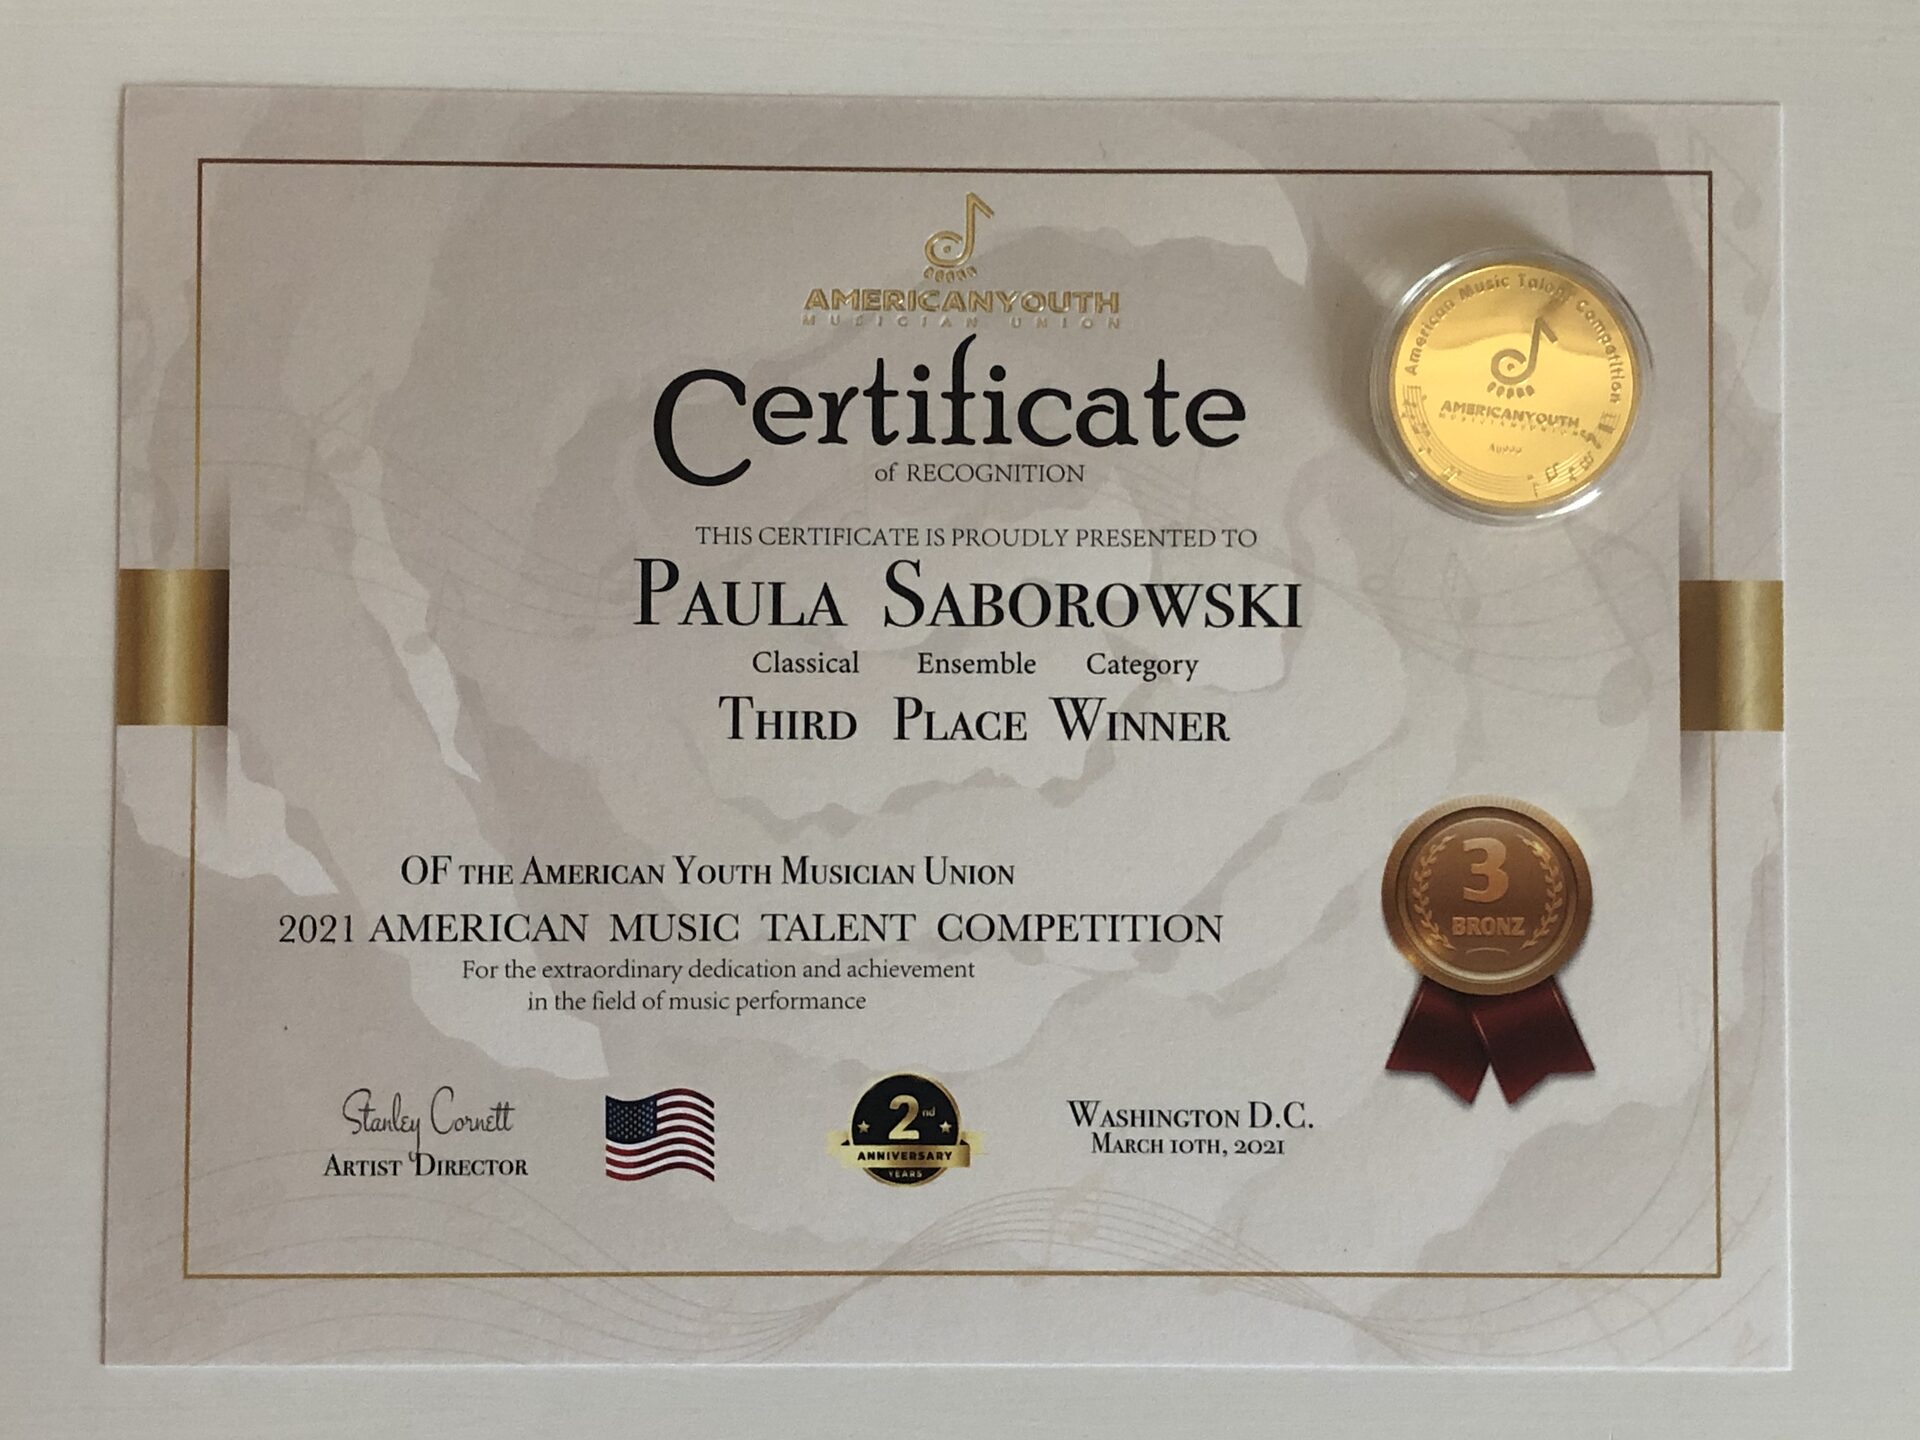 AMERICANYOUTH
MUSICIAN UNION
Certificate
of RECOGNITION
THIS CERTIFICATE IS PROUDLY PRESENTED TO
PAULA SABOROWSKI
Classical Ensemble Category
THIRD PLACE WINNER
OF THE AMERICAN YOUTH MUSICIAN UNION
2021 AMERICAN MUSIC TALENT COMPETITION
For the extraordinary dedication and achievement
in the field of music performance
Stanley Cornett
ARTIST DIRECTOR
2nd
ANNIVERSARY
YEARS
WASHINGTON D.C.
MARCH 10TH, 2021
American Music Talent Competition
AMERICANYOUTH
MUSICIAN UNION
Au999
3
BRONZ